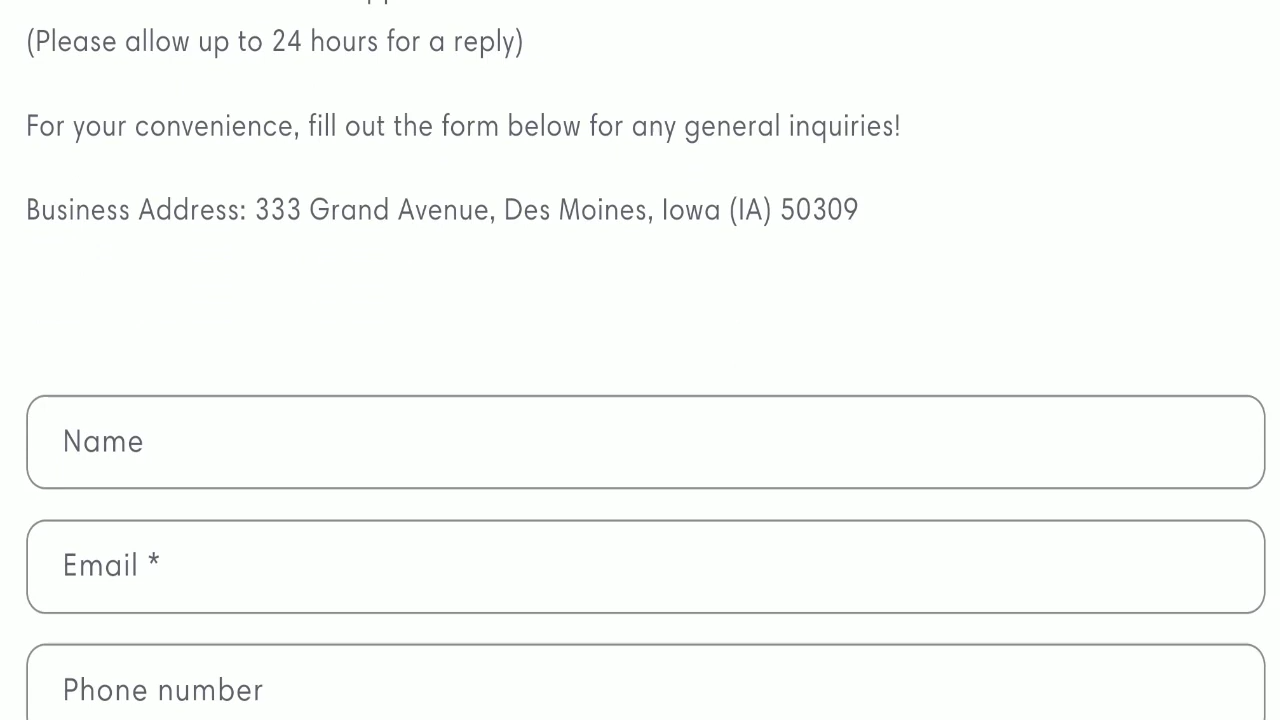 (Please allow up to 24 hours for a reply)
For your convenience, fill out the form below for any general inquiries!
Business Address: 333 Grand Avenue, Des Moines, Iowa (IA) 50309
Name
Email *
Phone number